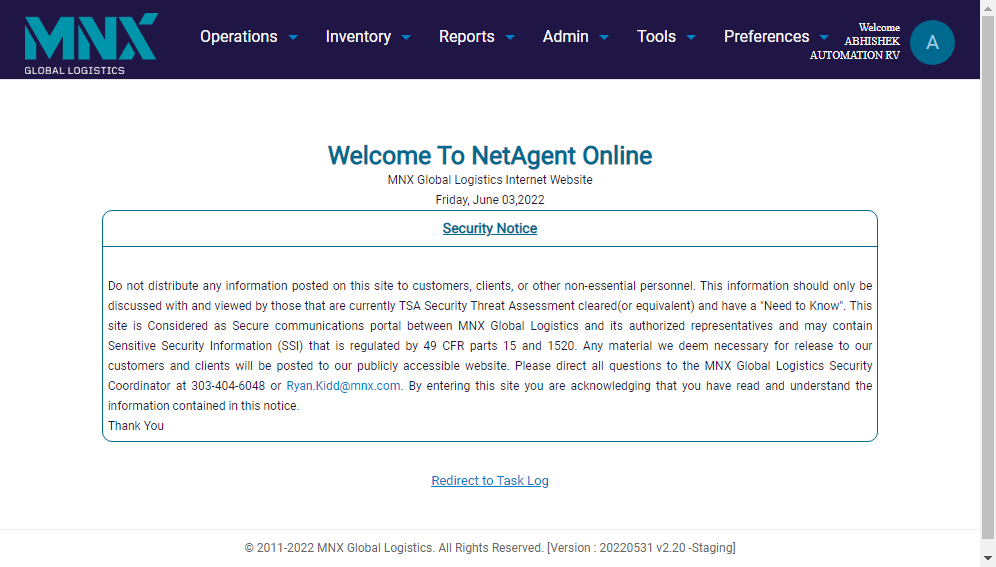 MNX
GLOBAL LOGISTICS
Operations Inventory Reports Admin Tools Preferences
Welcome
ABHISHEK
AUTOMATION RV
A
Welcome To NetAgent Online
MNX Global Logistics Internet Website
Friday, June 03,2022
Security Notice
Do not distribute any information posted on this site to customers, clients, or other non-essential personnel. This information should only be
discussed with and viewed by those that are currently TSA Security Threat Assessment cleared(or equivalent) and have a "Need to Know". This
site is Considered as Secure communications portal between MNX Global Logistics and its authorized representatives and may contain
Sensitive Security Information (SSI) that is regulated by 49 CFR parts 15 and 1520. Any material we deem necessary for release to our
customers and clients will be posted to our publicly accessible website. Please direct all questions to the MNX Global Logistics Security
Coordinator at 303-404-6048 or Ryan.Kidd@mnx.com. By entering this site you are acknowledging that you have read and understand the
information contained in this notice.
Thank You
Redirect to Task Log
© 2011-2022 MNX Global Logistics. All Rights Reserved. [Version : 20220531 v2.20 -Staging]